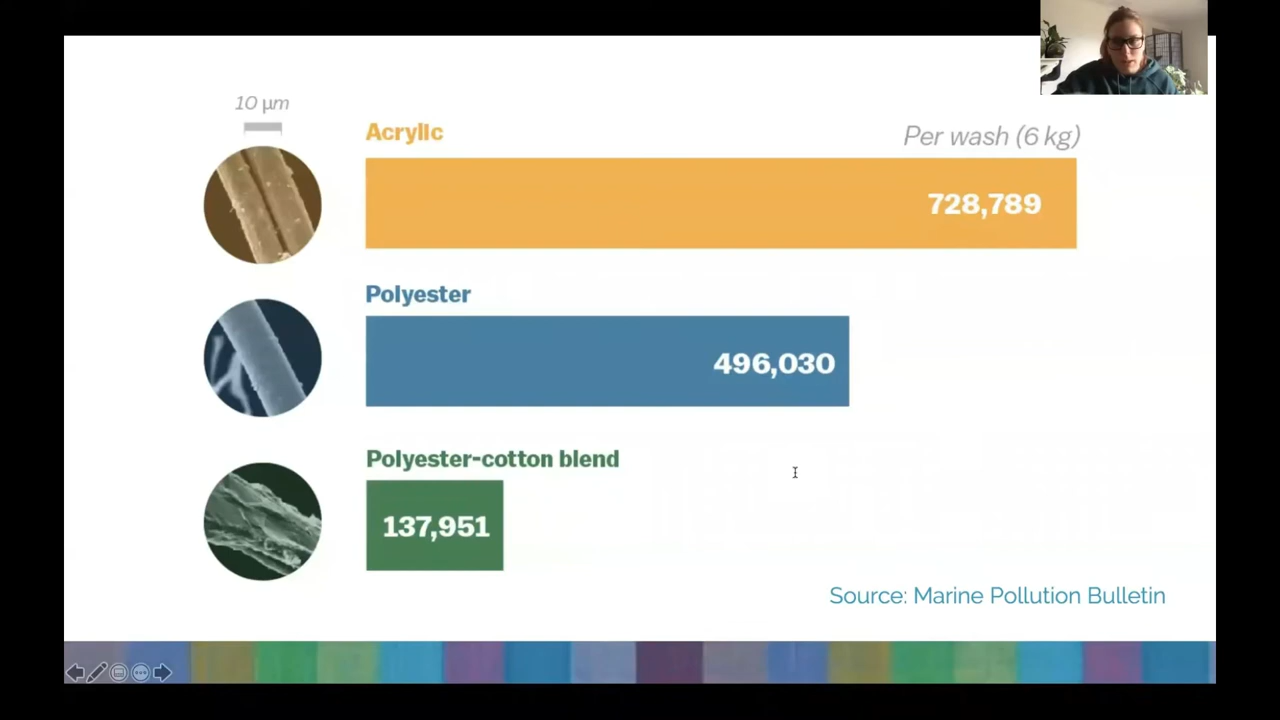 10 µm
Acrylic
Per wash (6 kg)
728,789
Polyester
496,030
Polyester-cotton blend
137,951
Source: Marine Pollution Bulletin